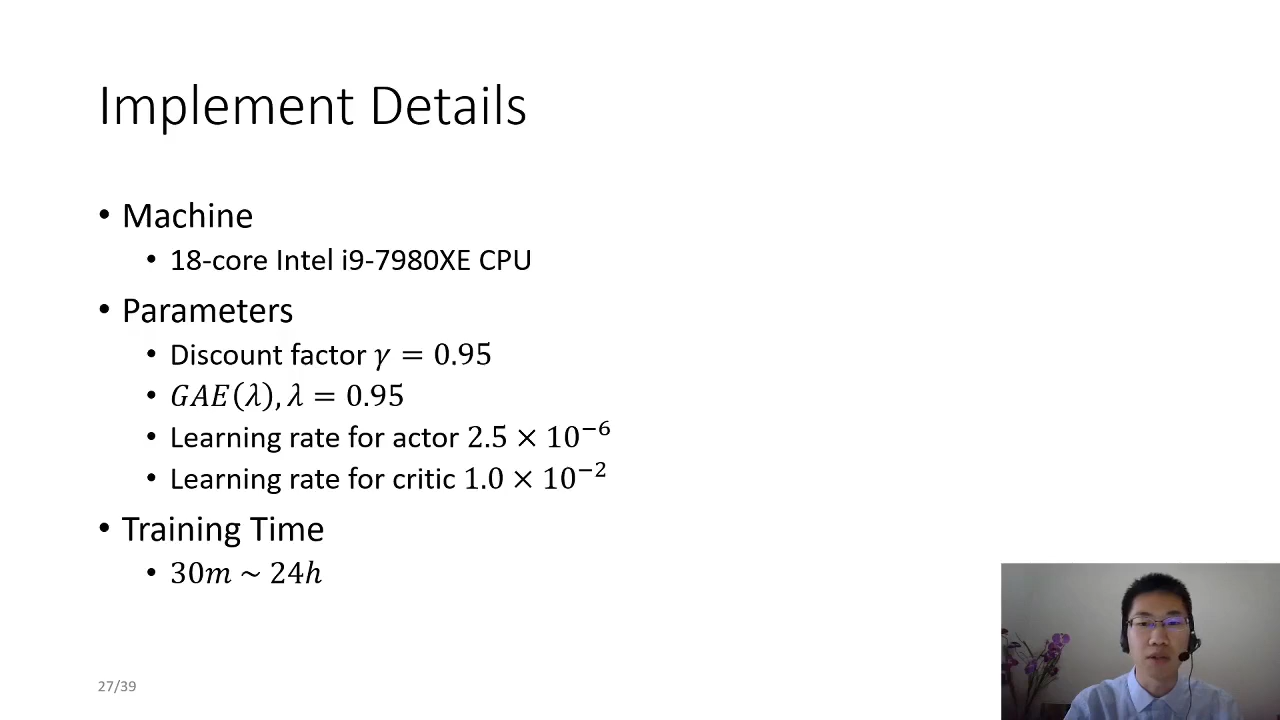 Implement Details
• Machine
• 18-core Intel i9-7980XE CPU
• Parameters
• Discount factor γ = 0.95
• GAE(λ), λ = 0.95
• Learning rate for actor 2.5 × 10⁻⁶
• Learning rate for critic 1.0 × 10⁻²
• Training Time
• 30m ~ 24h
27/39